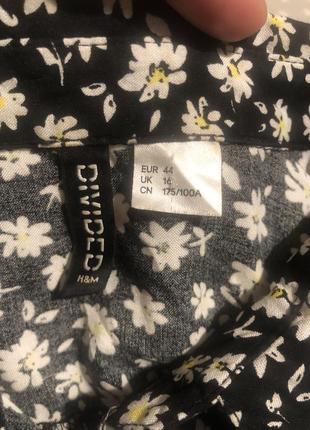 DIVIDED
H&M
EUR 44
UK 16
CN 175/100A